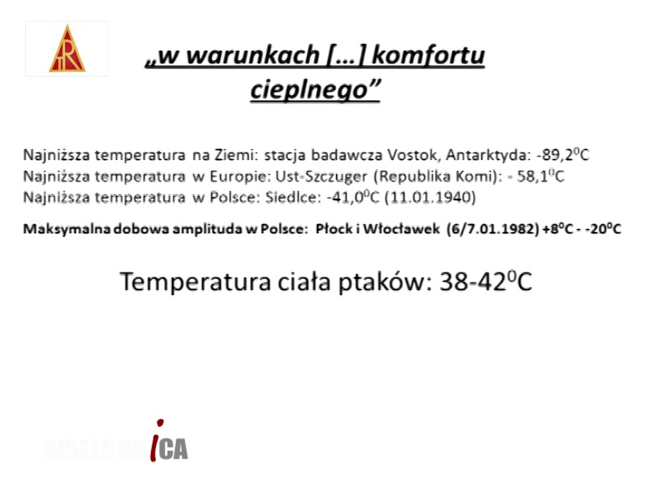 „w warunkach [...] komfortu
cieplnego”
Najniższa temperatura na Ziemi: stacja badawcza Vostok, Antarktyda: -89,2⁰C
Najniższa temperatura w Europie: Ust-Szczuger (Republika Komi): - 58,1⁰C
Najniższa temperatura w Polsce: Siedlce: -41,0⁰C (11.01.1940)
Maksymalna dobowa amplituda w Polsce: Płock i Włocławek (6/7.01.1982) +8⁰C - -20⁰C
Temperatura ciała ptaków: 38-42⁰C
WSZECHNICA